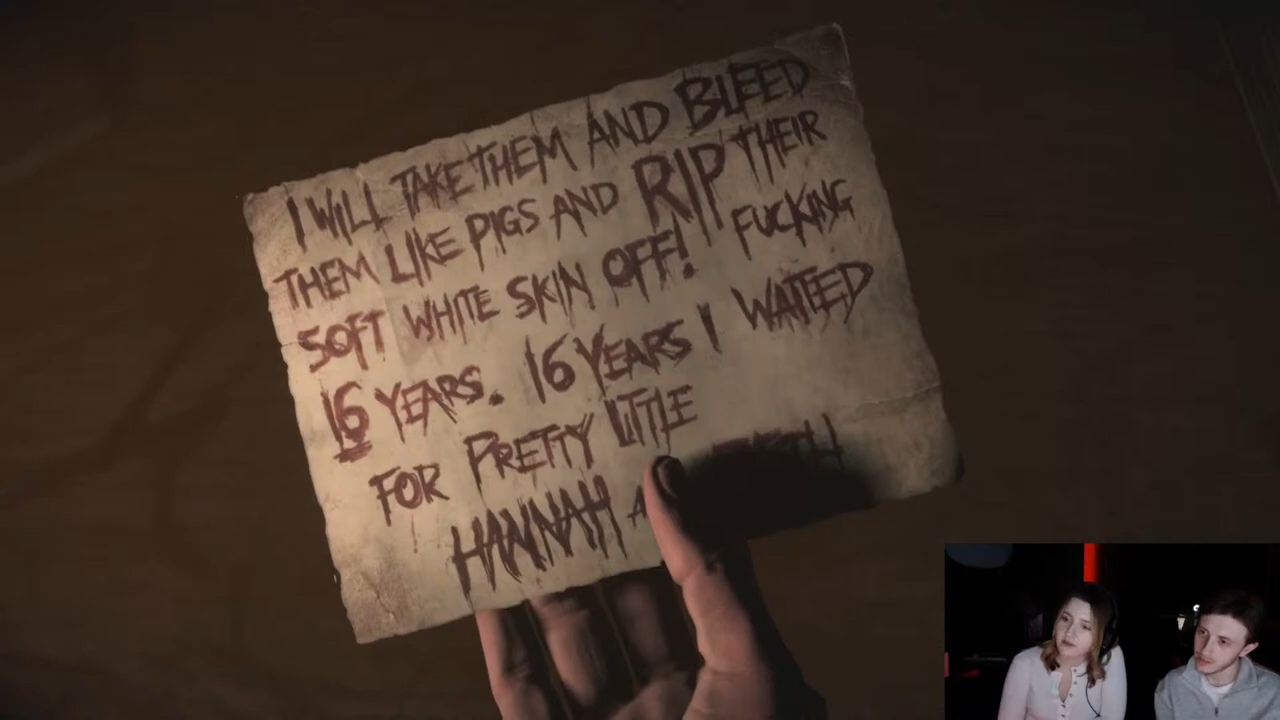 I WILL TAKE THEM AND BLEED
THEM LIKE PIGS AND RIP THEIR
SOFT WHITE SKIN OFF! FUCKING
16 YEARS. 16 YEARS I WAITED
FOR PRETTY LITTLE
HANNAH